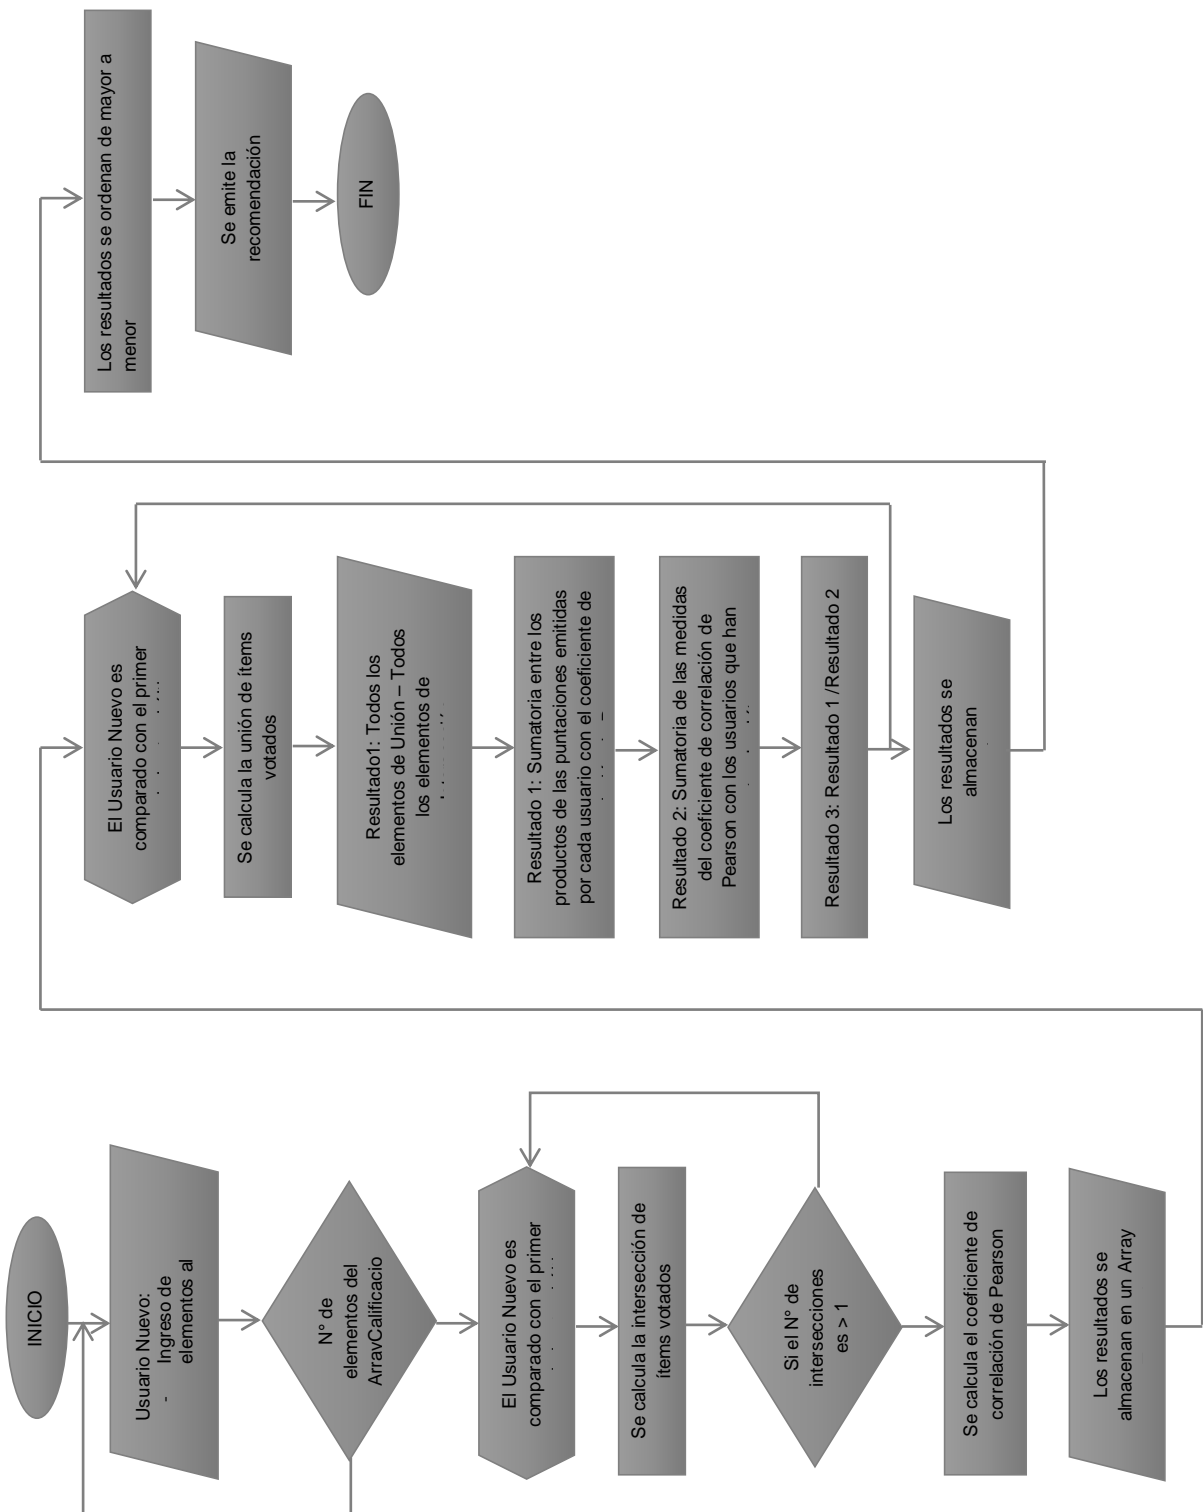 INICIO
Usuario Nuevo:
- Ingreso de
elementos al
N° de
elementos del
ArrayCalificacio
El Usuario Nuevo es
comparado con el primer
Se calcula la intersección de
ítems votados
Si el N° de
intersecciones
es > 1
Se calcula el coeficiente de
correlación de Pearson
Los resultados se
almacenan en un Array
El Usuario Nuevo es
comparado con el primer
Se calcula la unión de ítems
votados
Resultado1: Todos los
elementos de Unión – Todos
los elementos de
Resultado 1: Sumatoria entre los
productos de las puntaciones emitidas
por cada usuario con el coeficiente de
Resultado 2: Sumatoria de las medidas
del coeficiente de correlación de
Pearson con los usuarios que han
Resultado 3: Resultado 1 /Resultado 2
Los resultados se
almacenan
Los resultados se ordenan de mayor a
menor
Se emite la
recomendación
FIN